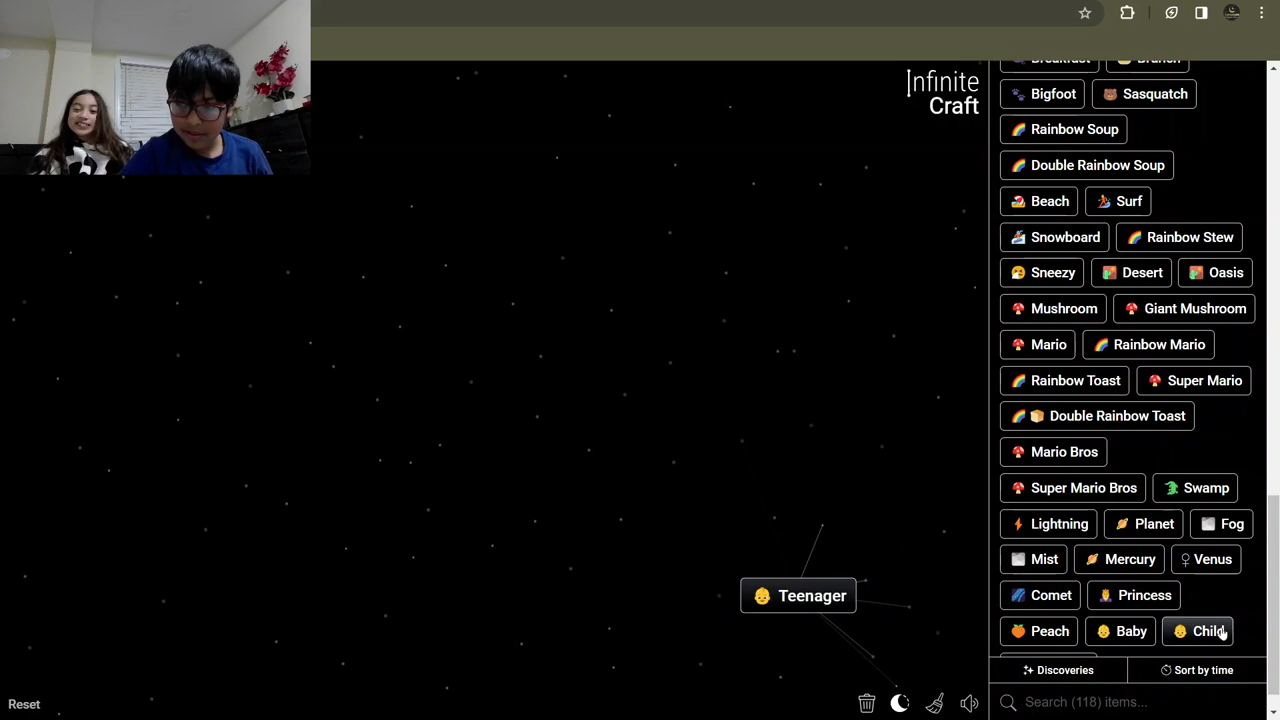 Infinite
Craft
Breakfast Brunch
Bigfoot Sasquatch
Rainbow Soup
Double Rainbow Soup
Beach Surf
Snowboard Rainbow Stew
Sneezy Desert Oasis
Mushroom Giant Mushroom
Mario Rainbow Mario
Rainbow Toast Super Mario
Double Rainbow Toast
Mario Bros
Super Mario Bros Swamp
Lightning Planet Fog
Mist Mercury Venus
Comet Princess
Peach Baby Child
Teenager
Discoveries Sort by time
Search (118) items...
Reset